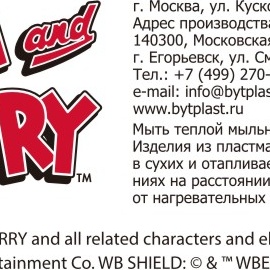 and
RRY™
г. Москва, ул. Куско
Адрес производства
140300, Московская
г. Егорьевск, ул. См
Тел.: +7 (499) 270-
e-mail: info@bytplas
www.bytplast.ru
Мыть теплой мыльн
Изделия из пластма
в сухих и отапливае
ниях на расстоянии
от нагревательных
RRY and all related characters and el
tainment Co. WB SHIELD: © & ™ WBE